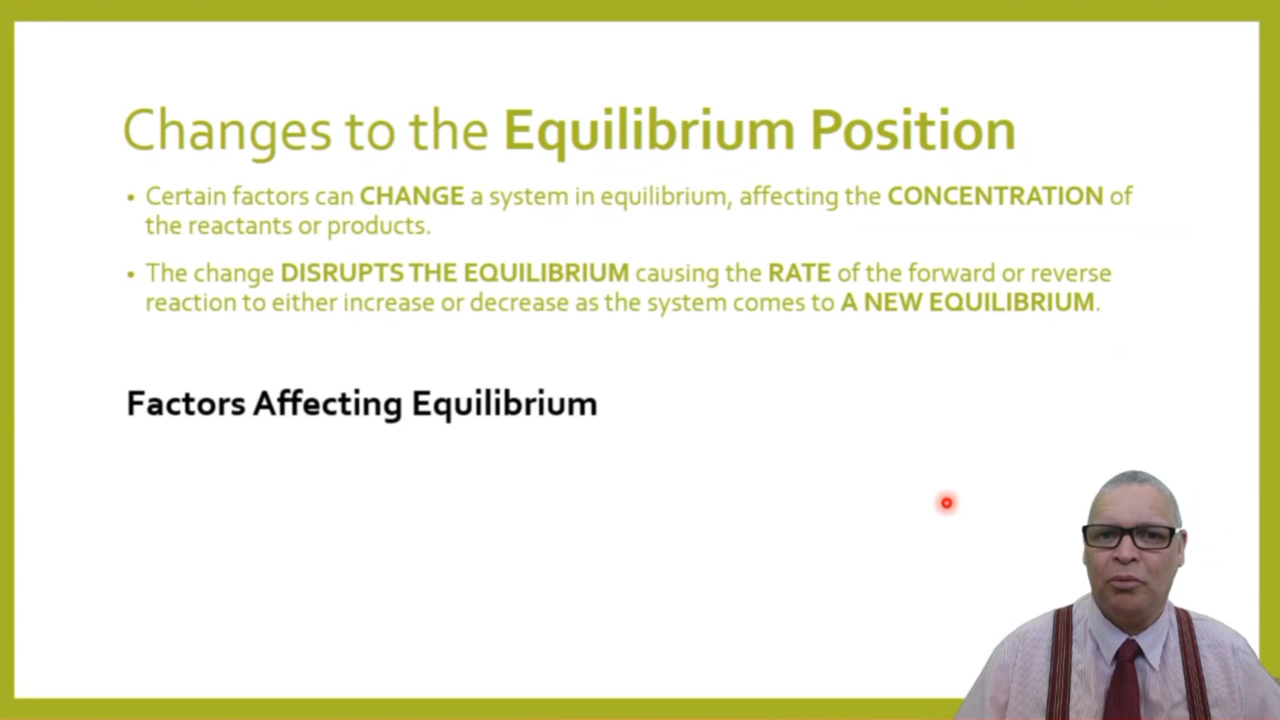 Changes to the Equilibrium Position
• Certain factors can CHANGE a system in equilibrium, affecting the CONCENTRATION of
the reactants or products.
• The change DISRUPTS THE EQUILIBRIUM causing the RATE of the forward or reverse
reaction to either increase or decrease as the system comes to A NEW EQUILIBRIUM.
Factors Affecting Equilibrium